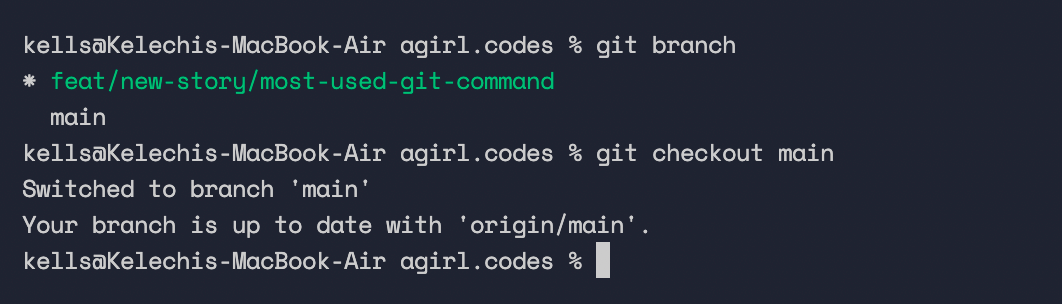 kells@Kelechis-MacBook-Air agirl.codes % git branch
* feat/new-story/most-used-git-command
  main
kells@Kelechis-MacBook-Air agirl.codes % git checkout main
Switched to branch 'main'
Your branch is up to date with 'origin/main'.
kells@Kelechis-MacBook-Air agirl.codes %